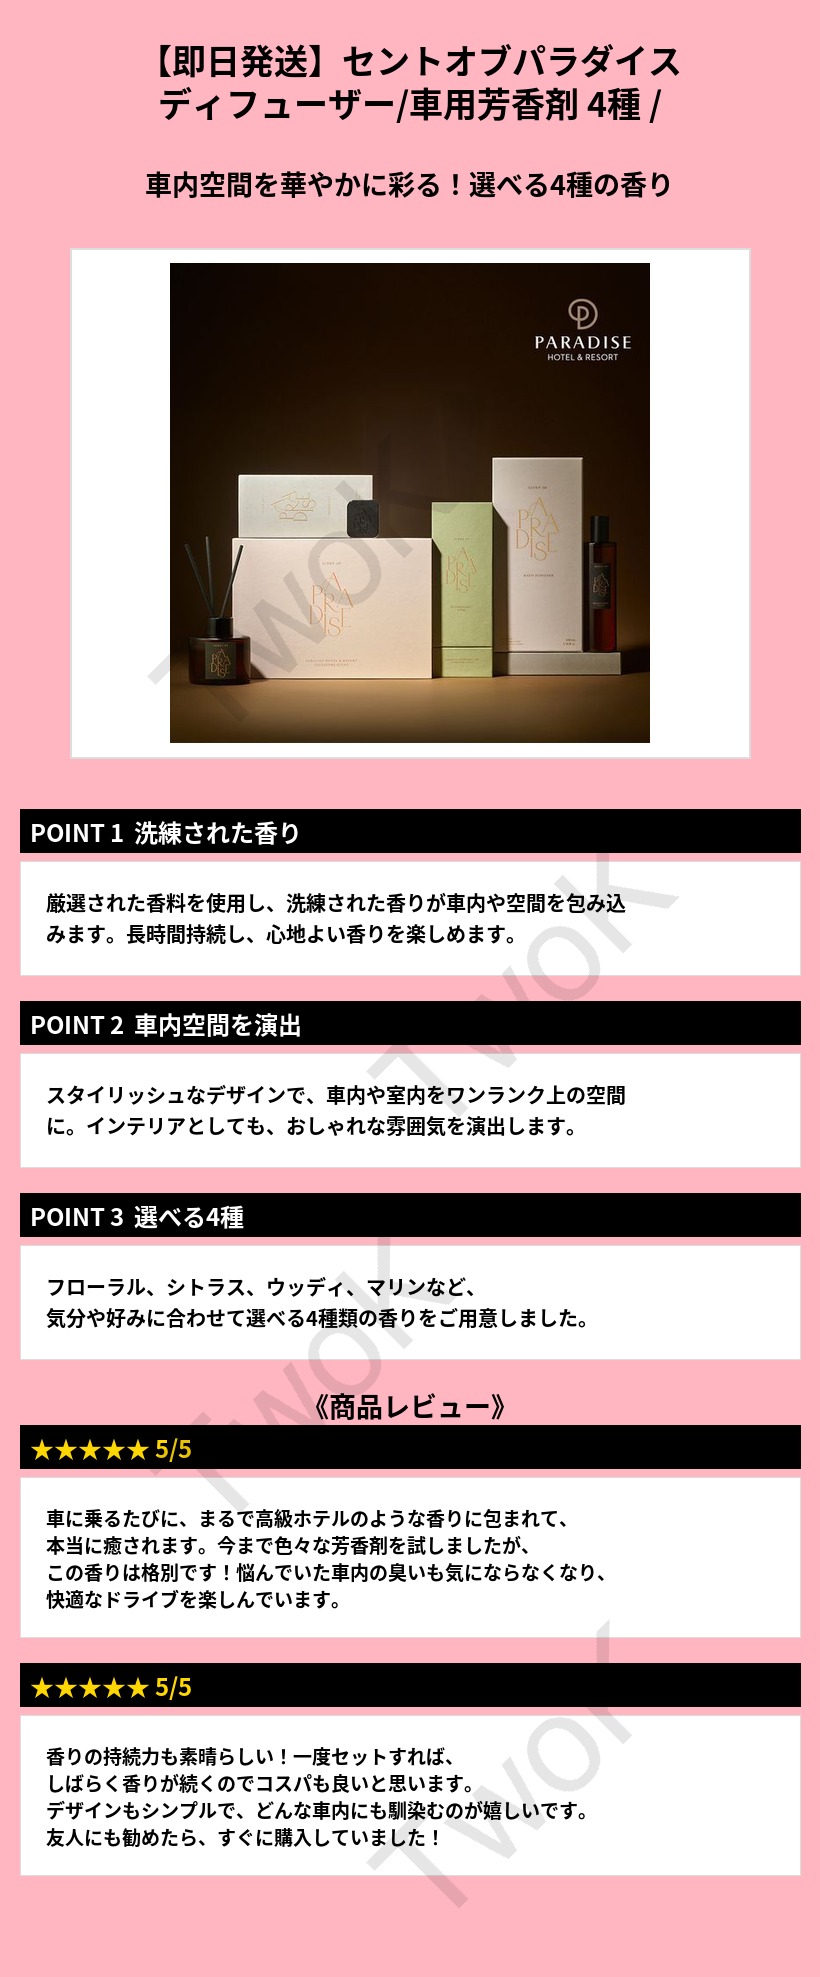 【即日発送】セントオブパラダイス
ディフューザー/車用芳香剤 4種 /
車内空間を華やかに彩る！選べる4種の香り
PARADISE
HOTEL & RESORT
SCENT OF
A
PRA
DISE
SCENT OF
A
PRA
DISE
A
PRA
DISE
A
PRA
DISE
TwoK
POINT 1 洗練された香り
厳選された香料を使用し、洗練された香りが車内や空間を包み込
みます。長時間持続し、心地よい香りを楽しめます。
TwoK
POINT 2 車内空間を演出
スタイリッシュなデザインで、車内や室内をワンランク上の空間
に。インテリアとしても、おしゃれな雰囲気を演出します。
POINT 3 選べる4種
フローラル、シトラス、ウッディ、マリンなど、
気分や好みに合わせて選べる4種類の香りをご用意しました。
TwoK
《商品レビュー》
★★★★★ 5/5
車に乗るたびに、まるで高級ホテルのような香りに包まれて、
本当に癒されます。今まで色々な芳香剤を試しましたが、
この香りは格別です！悩んでいた車内の臭いも気にならなくなり、
快適なドライブを楽しんでいます。
★★★★★ 5/5
香りの持続力も素晴らしい！一度セットすれば、
しばらく香りが続くのでコスパも良いと思います。
デザインもシンプルで、どんな車内にも馴染むのが嬉しいです。
友人にも勧めたら、すぐに購入していました！
TwoK